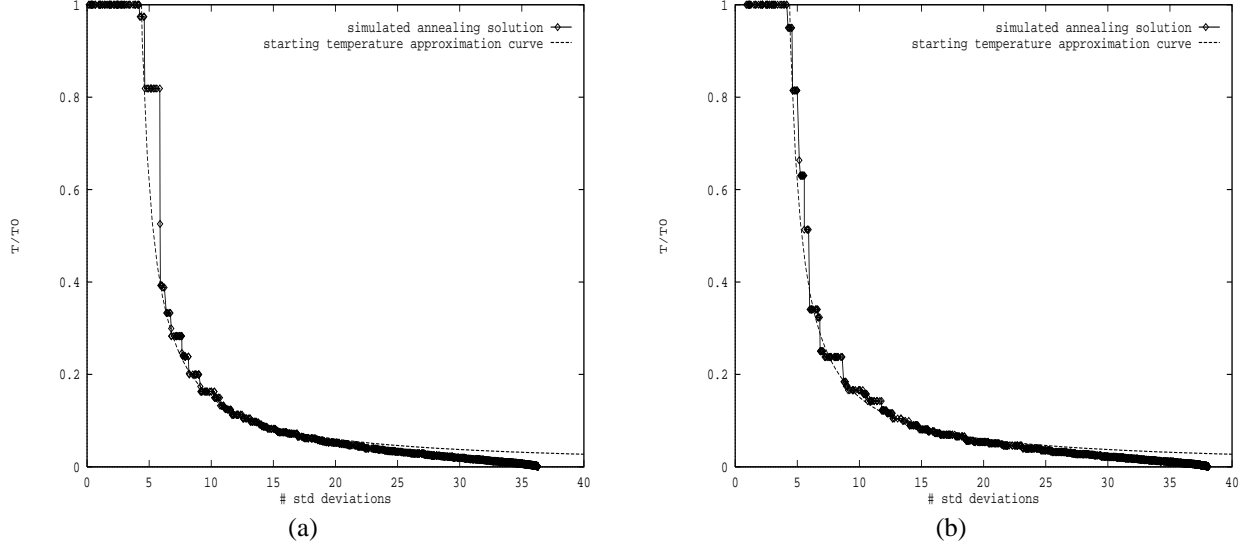 1
0.8
0.6
0.4
0.2
0
T/T0
simulated annealing solution
starting temperature approximation curve
0 5 10 15 20 25 30 35 40
# std deviations
(a)
1
0.8
0.6
0.4
0.2
0
T/T0
simulated annealing solution
starting temperature approximation curve
0 5 10 15 20 25 30 35 40
# std deviations
(b)